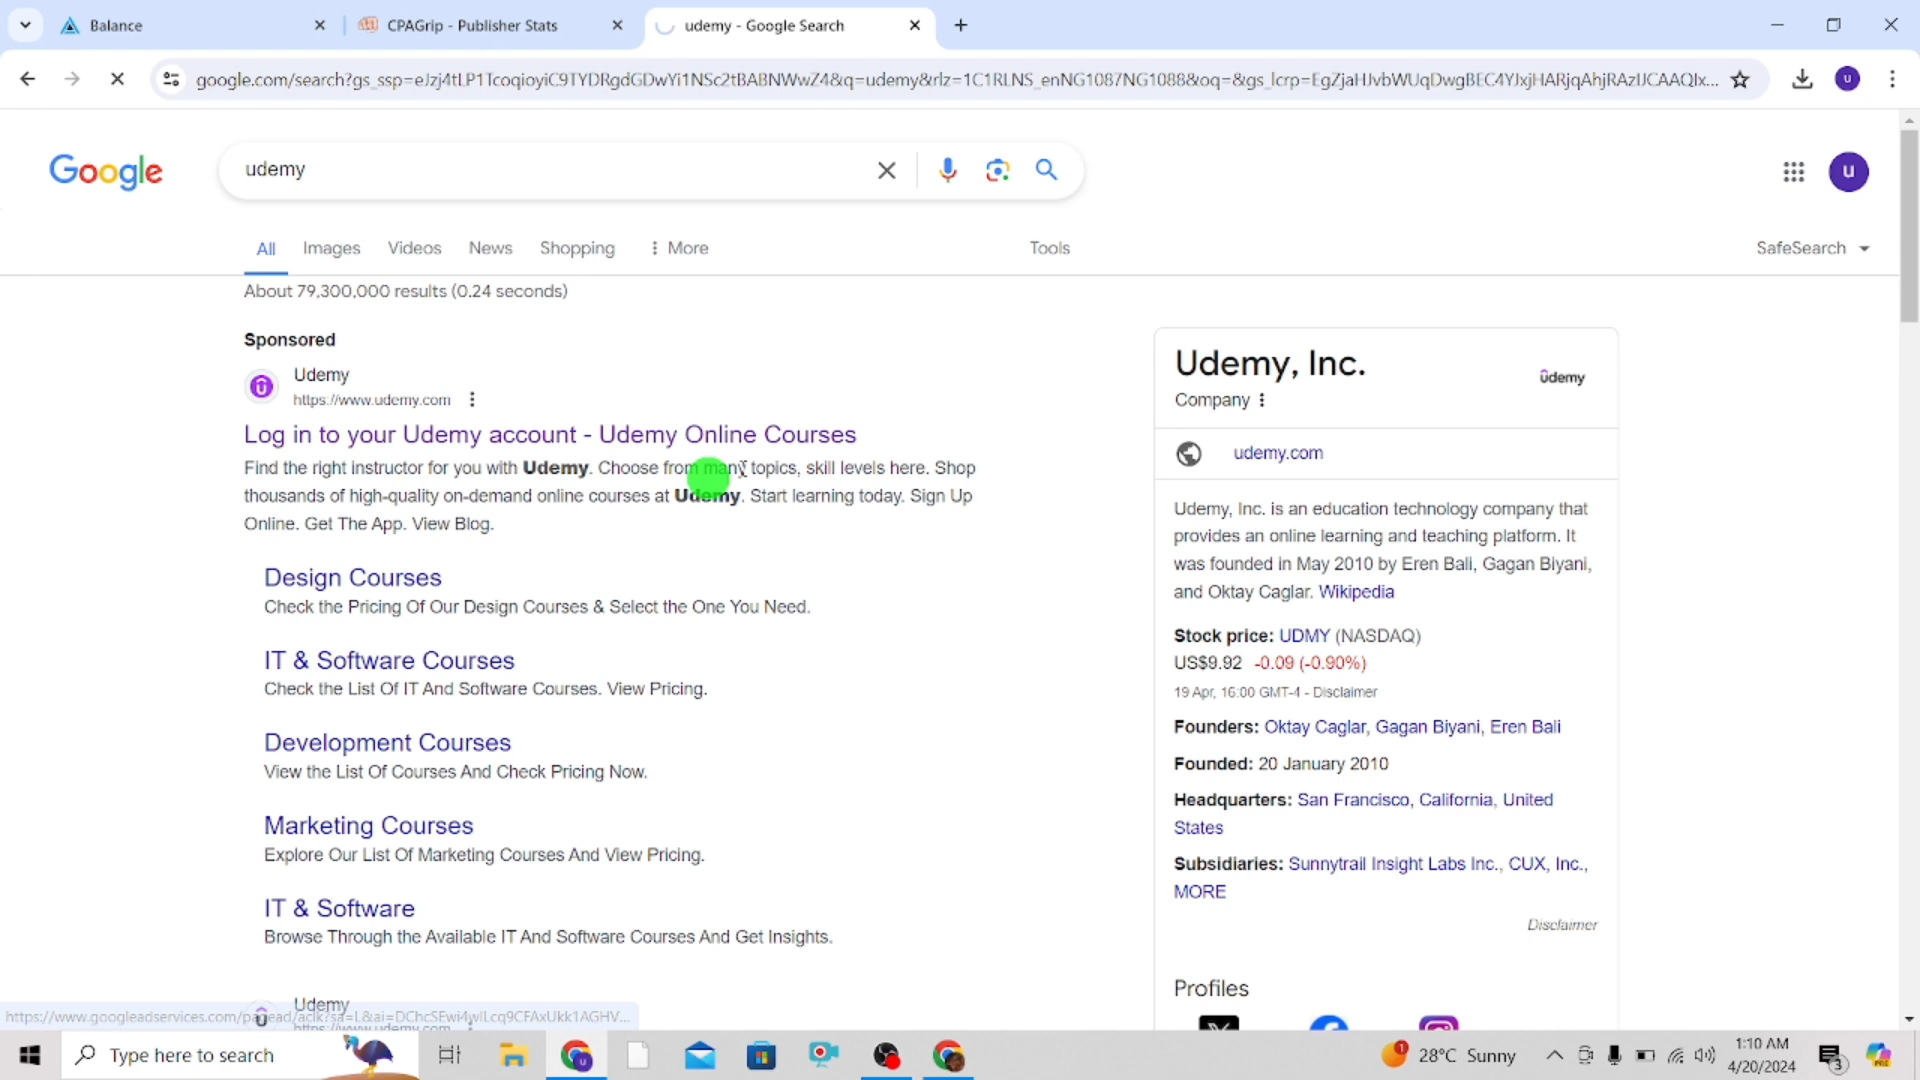 Balance
CPAGrip - Publisher Stats
udemy - Google Search
google.com/search?gs_ssp=eJzj4tLP1TcoqioyiC9TYDRgdGDwYi1NSc2tBABNWwZ4&q=udemy&rlz=1C1RLNS_enNG1087NG1088&oq=&gs_lcrp=EgZjaHJvbWUqDwgBEC4YJxjHARjqAhjRAzIJCAAQIx...
u
Google
udemy
u
All
Images
Videos
News
Shopping
More
Tools
SafeSearch
About 79,300,000 results (0.24 seconds)
Sponsored
Udemy
https://www.udemy.com
Log in to your Udemy account - Udemy Online Courses
Find the right instructor for you with Udemy. Choose from many topics, skill levels here. Shop
thousands of high-quality on-demand online courses at Udemy. Start learning today. Sign Up
Online. Get The App. View Blog.
Design Courses
Check the Pricing Of Our Design Courses & Select the One You Need.
IT & Software Courses
Check the List Of IT And Software Courses. View Pricing.
Development Courses
View the List Of Courses And Check Pricing Now.
Marketing Courses
Explore Our List Of Marketing Courses And View Pricing.
IT & Software
Browse Through the Available IT And Software Courses And Get Insights.
Udemy
https://www.udemy.com
Udemy, Inc.
Company
udemy
udemy.com
Udemy, Inc. is an education technology company that
provides an online learning and teaching platform. It
was founded in May 2010 by Eren Bali, Gagan Biyani,
and Oktay Caglar. Wikipedia
Stock price: UDMY (NASDAQ)
US$9.92 -0.09 (-0.90%)
19 Apr, 16:00 GMT-4 - Disclaimer
Founders: Oktay Caglar, Gagan Biyani, Eren Bali
Founded: 20 January 2010
Headquarters: San Francisco, California, United
States
Subsidiaries: Sunnytrail Insight Labs Inc., CUX, Inc.,
MORE
Disclaimer
Profiles
Type here to search
1
28°C Sunny
1:10 AM
4/20/2024
3